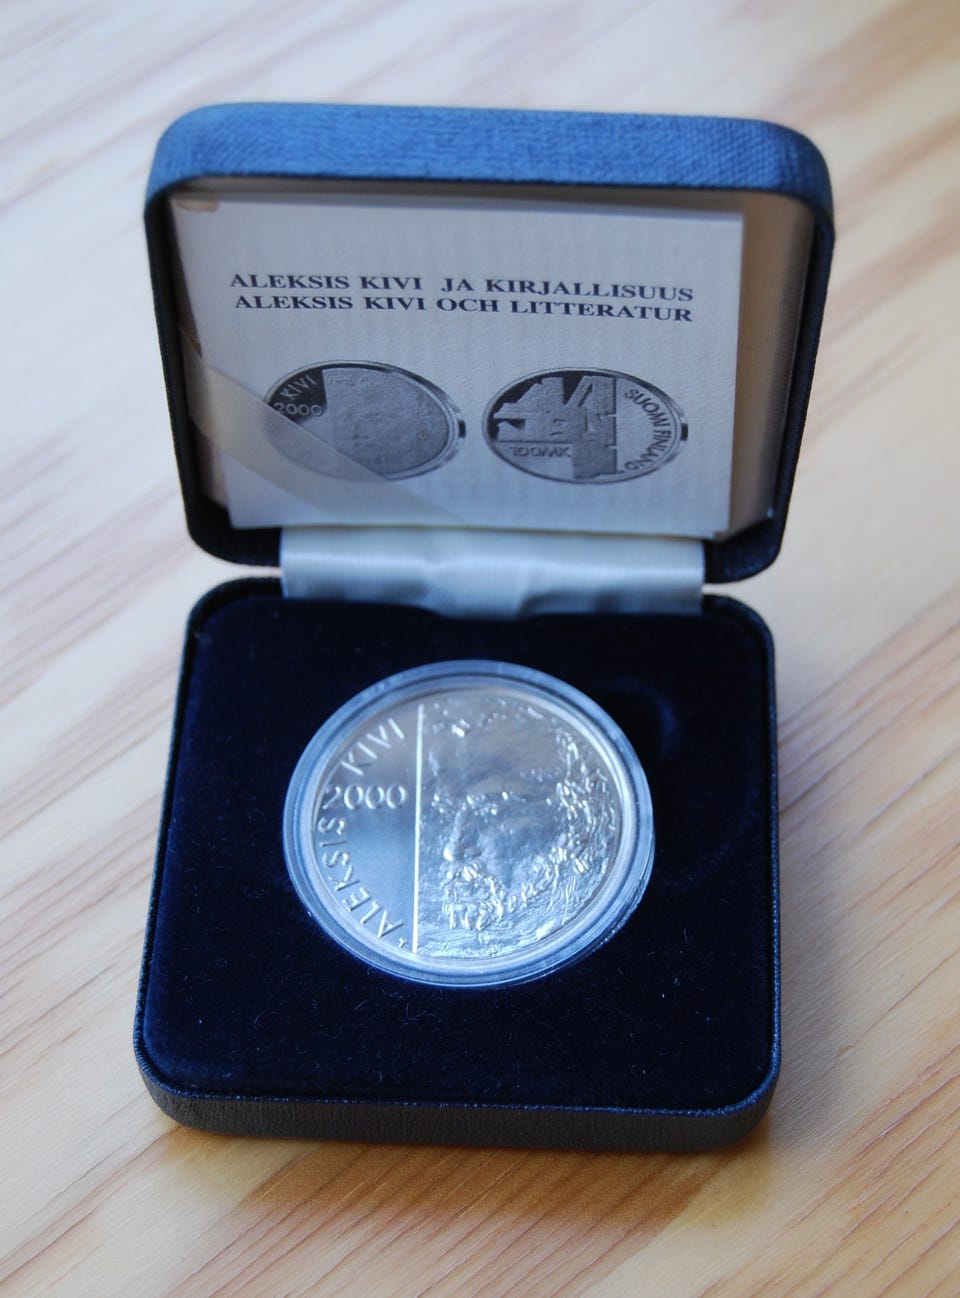 ALEKSIS KIVI JA KIRJALLISUUS
ALEKSIS KIVI OCH LITTERATUR
KIVI
2000
100MK
SUOMI FINLAND
ALEKSIS KIVI
2000